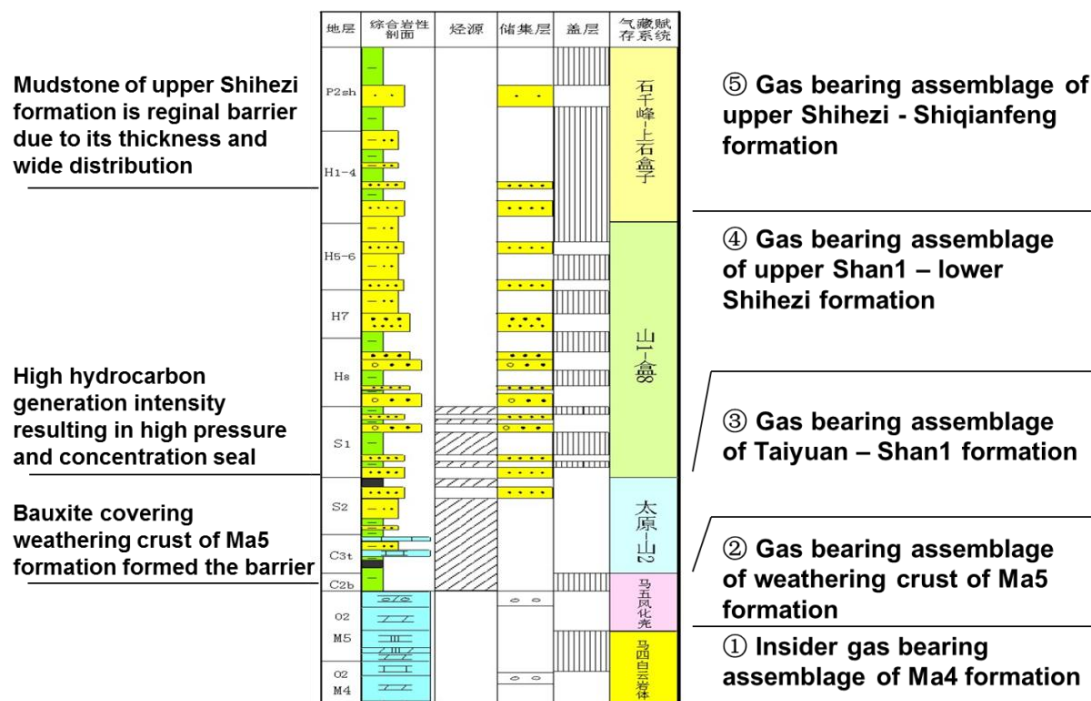 Mudstone of upper Shihezi
formation is reginal barrier
due to its thickness and
wide distribution
High hydrocarbon
generation intensity
resulting in high pressure
and concentration seal
Bauxite covering
weathering crust of Ma5
formation formed the barrier
地层
综合岩性
剖面
烃源
储集层
盖层
气藏赋
存系统
P2sh
H1-4
H5-6
H7
H8
S1
S2
C3t
C2b
O2
M5
O2
M4
石千峰-上石盒子
山1-盒8
太原-山2
马五风化壳
马四白云岩体
⑤ Gas bearing assemblage of
upper Shihezi - Shiqianfeng
formation
④ Gas bearing assemblage
of upper Shan1 – lower
Shihezi formation
③ Gas bearing assemblage
of Taiyuan – Shan1 formation
② Gas bearing assemblage
of weathering crust of Ma5
formation
① Insider gas bearing
assemblage of Ma4 formation